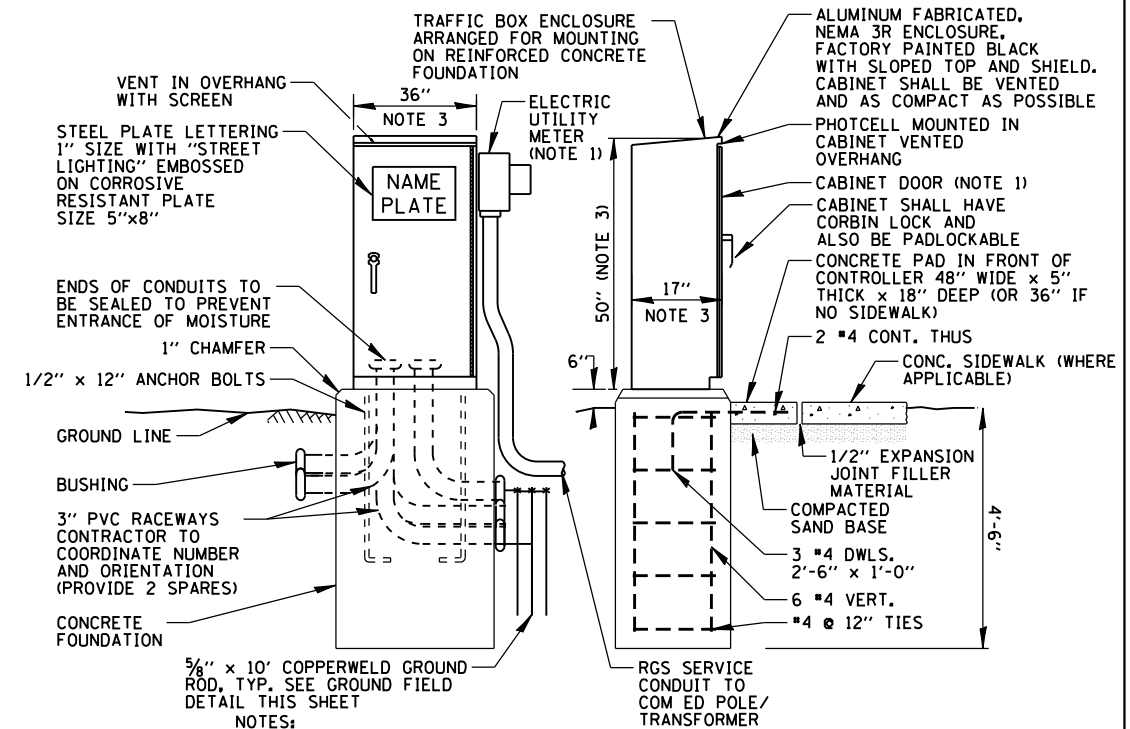 TRAFFIC BOX ENCLOSURE
ARRANGED FOR MOUNTING
ON REINFORCED CONCRETE
FOUNDATION
ALUMINUM FABRICATED,
NEMA 3R ENCLOSURE,
FACTORY PAINTED BLACK
WITH SLOPED TOP AND SHIELD.
CABINET SHALL BE VENTED
AND AS COMPACT AS POSSIBLE
VENT IN OVERHANG
WITH SCREEN
36"
NOTE 3
ELECTRIC
UTILITY
METER
(NOTE 1)
STEEL PLATE LETTERING
1" SIZE WITH "STREET
LIGHTING" EMBOSSED
ON CORROSIVE
RESISTANT PLATE
SIZE 5"x8"
NAME
PLATE
PHOTCELL MOUNTED IN
CABINET VENTED
OVERHANG
CABINET DOOR (NOTE 1)
CABINET SHALL HAVE
CORBIN LOCK AND
ALSO BE PADLOCKABLE
50" (NOTE 3)
17"
NOTE 3
CONCRETE PAD IN FRONT OF
CONTROLLER 48" WIDE x 5"
THICK x 18" DEEP (OR 36" IF
NO SIDEWALK)
ENDS OF CONDUITS TO
BE SEALED TO PREVENT
ENTRANCE OF MOISTURE
1" CHAMFER
1/2" x 12" ANCHOR BOLTS
6"
2 #4 CONT. THUS
CONC. SIDEWALK (WHERE
APPLICABLE)
GROUND LINE
BUSHING
3" PVC RACEWAYS
CONTRACTOR TO
COORDINATE NUMBER
AND ORIENTATION
(PROVIDE 2 SPARES)
CONCRETE
FOUNDATION
1/2" EXPANSION
JOINT FILLER
MATERIAL
COMPACTED
SAND BASE
3 #4 DWLS.
2'-6" x 1'-0"
6 #4 VERT.
#4 @ 12" TIES
4'-6"
⅝" x 10' COPPERWELD GROUND
ROD, TYP. SEE GROUND FIELD
DETAIL THIS SHEET
RGS SERVICE
CONDUIT TO
COM ED POLE/
TRANSFORMER
NOTES: